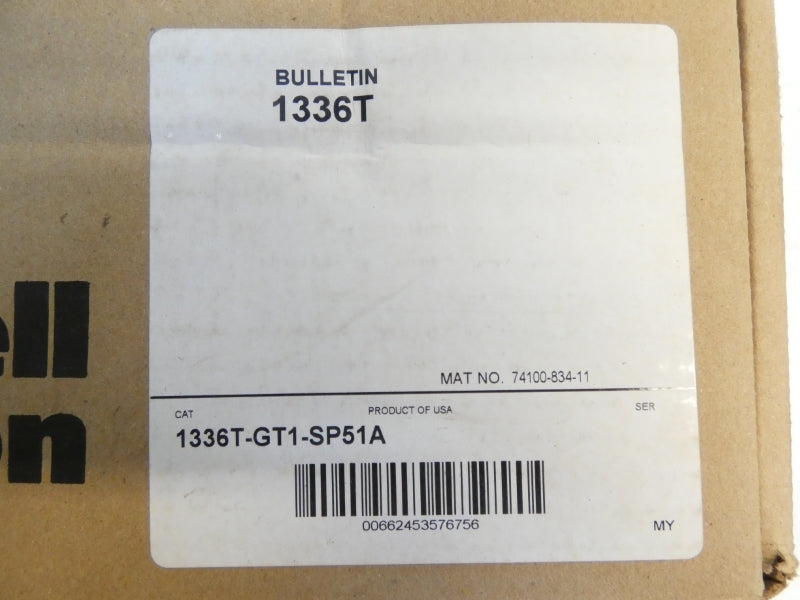 BULLETIN
1336T
MAT NO. 74100-834-11
CAT PRODUCT OF USA SER
1336T-GT1-SP51A
00662453576756
MY
ell
on